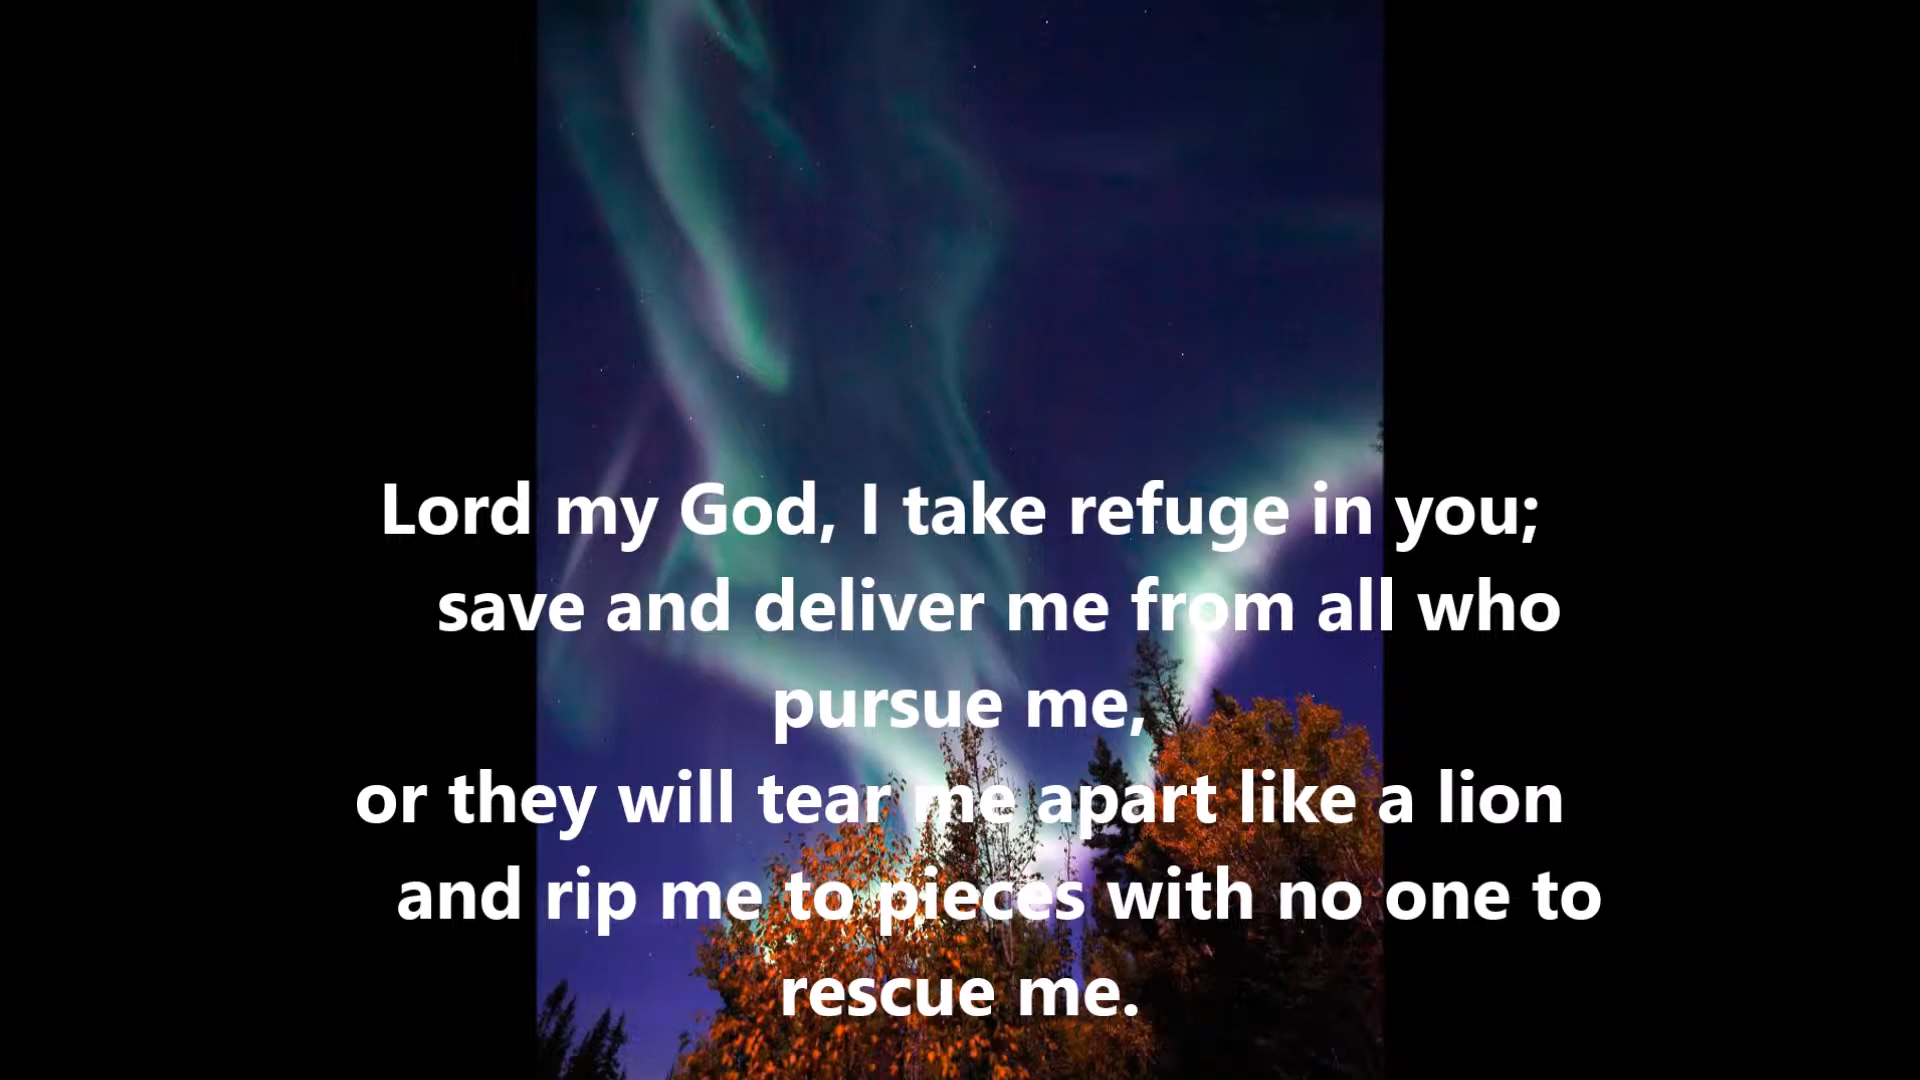 Lord my God, I take refuge in you;
save and deliver me from all who
pursue me,
or they will tear me apart like a lion
and rip me to pieces with no one to
rescue me.